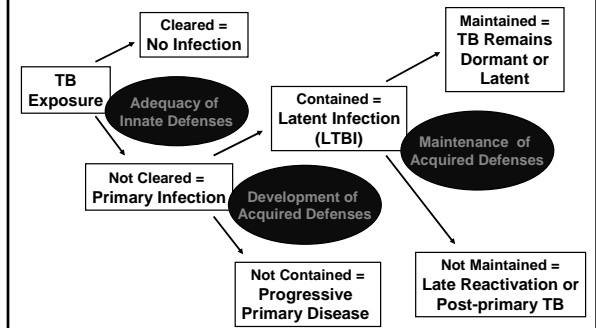 Cleared =
No Infection
TB
Exposure
Adequacy of
Innate Defenses
Not Cleared =
Primary Infection
Contained =
Latent Infection
(LTBI)
Development of
Acquired Defenses
Not Contained =
Progressive
Primary Disease
Maintained =
TB Remains
Dormant or
Latent
Maintenance of
Acquired Defenses
Not Maintained =
Late Reactivation or
Post-primary TB